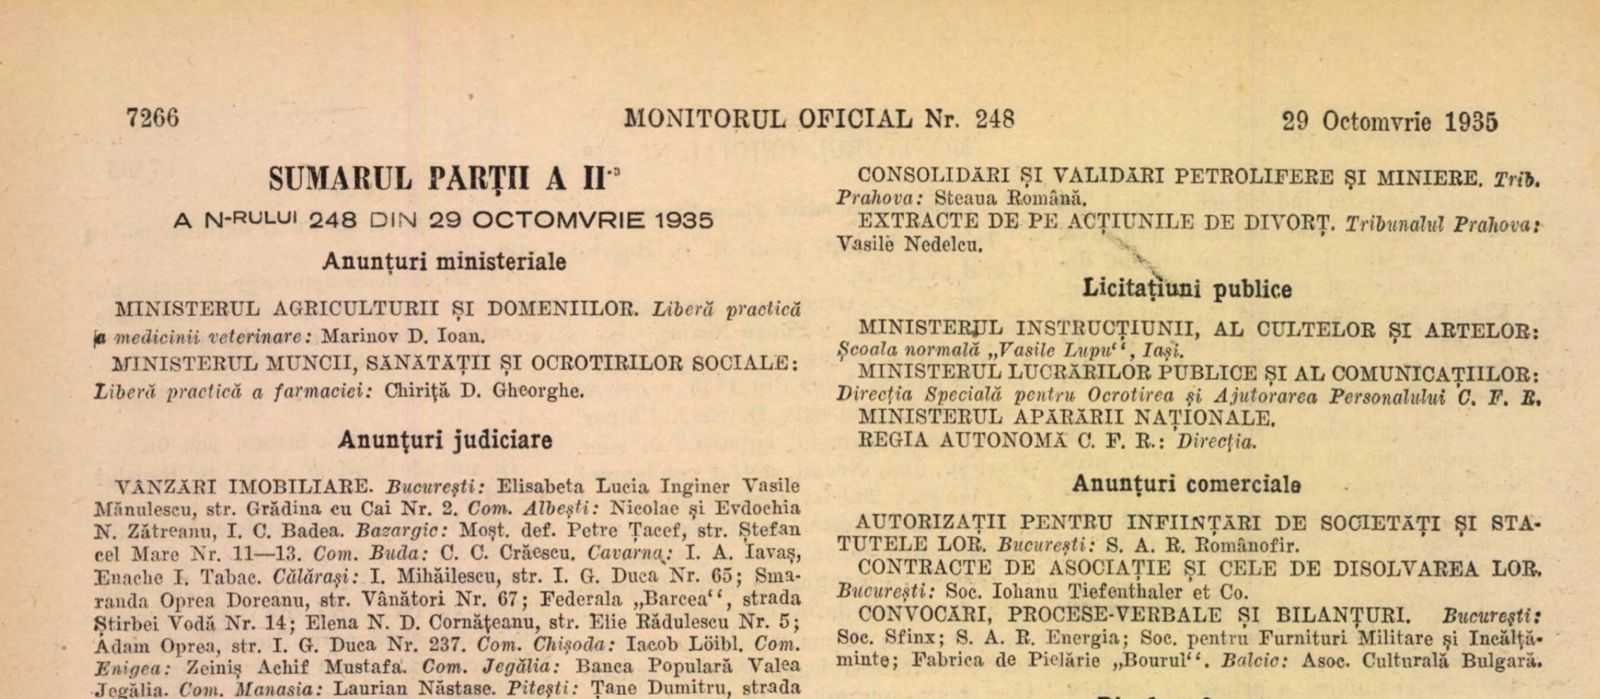 7266
MONITORUL OFICIAL Nr. 248
29 Octomvrie 1935
SUMARUL PARȚII A II-a
A N-RULUI 248 DIN 29 OCTOMVRIE 1935
Anunțuri ministeriale
MINISTERUL AGRICULTURII ȘI DOMENIILOR. Liberă practică
a medicinii veterinare: Marinov D. Ioan.
MINISTERUL MUNCII, SĂNĂTĂȚII ȘI OCROTIRILOR SOCIALE:
Liberă practică a farmaciei: Chiriță D. Gheorghe.
Anunțuri judiciare
VÂNZĂRI IMOBILIARE. București: Elisabeta Lucia Inginer Vasile
Mănulescu, str. Grădina cu Cai Nr. 2. Com. Albești: Nicolae și Evdochia
N. Zătreanu, I. C. Badea. Bazargic: Moșt. def. Petre Tacef, str. Ștefan
cel Mare Nr. 11—13. Com. Buda: C. C. Crăescu. Cavarna: I. A. Iavaș,
Enache I. Tabac. Călărași: I. Mihăilescu, str. I. G. Duca Nr. 65; Sma-
randa Oprea Doreanu, str. Vânători Nr. 67; Federala „Barcea‘‘, strada
Știrbei Vodă Nr. 14; Elena N. D. Cornățeanu, str. Elie Rădulescu Nr. 5;
Adam Oprea, str. I. G. Duca Nr. 237. Com. Chișoda: Iacob Löibl. Com.
Enigea: Zeiniș Achif Mustafa. Com. Jegălia: Banca Populară Valea
Jegălia. Com. Manasia: Laurian Năstase. Pitești: Țane Dumitru, strada
CONSOLIDĂRI ȘI VALIDĂRI PETROLIFERE ȘI MINIERE. Trib.
Prahova: Steaua Română.
EXTRACTE DE PE ACȚIUNILE DE DIVORȚ. Tribunalul Prahova:
Vasile Nedelcu.
Licitațiuni publice
MINISTERUL INSTRUCȚIUNII, AL CULTELOR ȘI ARTELOR:
Școala normală „Vasile Lupu‘‘, Iași.
MINISTERUL LUCRĂRILOR PUBLICE ȘI AL COMUNICAȚIILOR:
Direcția Specială pentru Ocrotirea și Ajutorarea Personalului C. F. R.
MINISTERUL APĂRĂRII NAȚIONALE.
REGIA AUTONOMĂ C. F. R.: Direcția.
Anunțuri comerciale
AUTORIZAȚII PENTRU INFIINȚĂRI DE SOCIETĂȚI ȘI STA-
TUTELE LOR. București: S. A. R. Românofir.
CONTRACTE DE ASOCIAȚIE ȘI CELE DE DISOLVAREA LOR.
București: Soc. Iohanu Tiefenthaler et Co.
CONVOCĂRI, PROCESE-VERBALE ȘI BILANȚURI. București:
Soc. Sfinx; S. A. R. Energia; Soc. pentru Furnituri Militare și Incălță-
minte; Fabrica de Pielărie „Bourul‘‘. Balcic: Asoc. Culturală Bulgară.